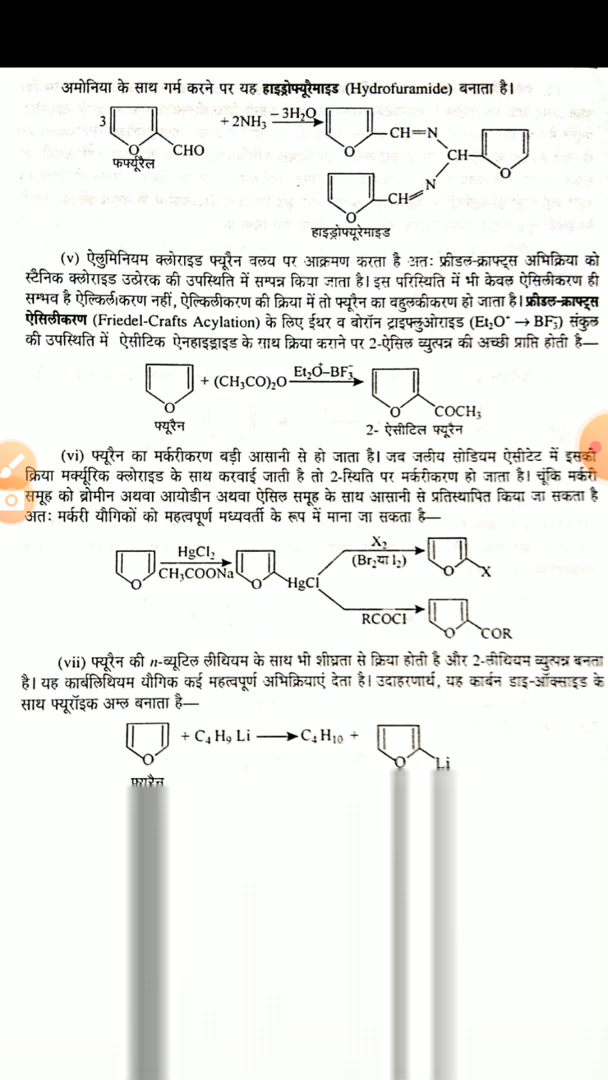 अमोनिया के साथ गर्म करने पर यह हाइड्रोफ्यूरैमाइड (Hydrofuramide) बनाता है।
3 O CHO + 2NH₃ − 3H₂O O CH=N CH O
फर्फ्यूरैल O CH=N
हाइड्रोफ्यूरेमाइड
(v) ऐलुमिनियम क्लोराइड फ्यूरैन वलय पर आक्रमण करता है अतः फ्रीडल-क्राफ्ट्स अभिक्रिया को
स्टैनिक क्लोराइड उत्प्रेरक की उपस्थिति में सम्पन्न किया जाता है। इस परिस्थिति में भी केवल ऐसिलीकरण ही
सम्भव है ऐल्किलीकरण नहीं, ऐल्किलीकरण की क्रिया में तो फ्यूरैन का बहुलकीकरण हो जाता है। फ्रीडल-क्राफ्ट्स
ऐसिलीकरण (Friedel-Crafts Acylation) के लिए ईथर व बोरॉन ट्राइफ्लुओराइड (Et₂O⁺ → BF₃⁻) संकुल
की उपस्थिति में ऐसीटिक ऐनहाइड्राइड के साथ क्रिया कराने पर 2-ऐसिल व्युत्पन्न की अच्छी प्राप्ति होती है—
O + (CH₃CO)₂O Et₂O⁺–BF₃⁻ O COCH₃
फ्यूरैन 2- ऐसीटिल फ्यूरैन
(vi) फ्यूरैन का मर्करीकरण बड़ी आसानी से हो जाता है। जब जलीय सोडियम ऐसीटेट में इसकी
क्रिया मर्क्यूरिक क्लोराइड के साथ करवाई जाती है तो 2-स्थिति पर मर्करीकरण हो जाता है। चूंकि मर्करी
समूह को ब्रोमीन अथवा आयोडीन अथवा ऐसिल समूह के साथ आसानी से प्रतिस्थापित किया जा सकता है
अतः मर्करी यौगिकों को महत्वपूर्ण मध्यवर्ती के रूप में माना जा सकता है—
O HgCl₂ CH₃COONa O HgCl X₂ (Br₂या I₂) O X
RCOCl O COR
(vii) फ्यूरैन की n-ब्यूटिल लीथियम के साथ भी शीघ्रता से क्रिया होती है और 2-लीथियम व्युत्पन्न बनता
है। यह कार्बलिथियम यौगिक कई महत्वपूर्ण अभिक्रियाएं देता है। उदाहरणार्थ, यह कार्बन डाइ-ऑक्साइड के
साथ फ्यूरॉइक अम्ल बनाता है—
O + C₄H₉Li ⟶ C₄H₁₀ + O Li
फ्यूरैन